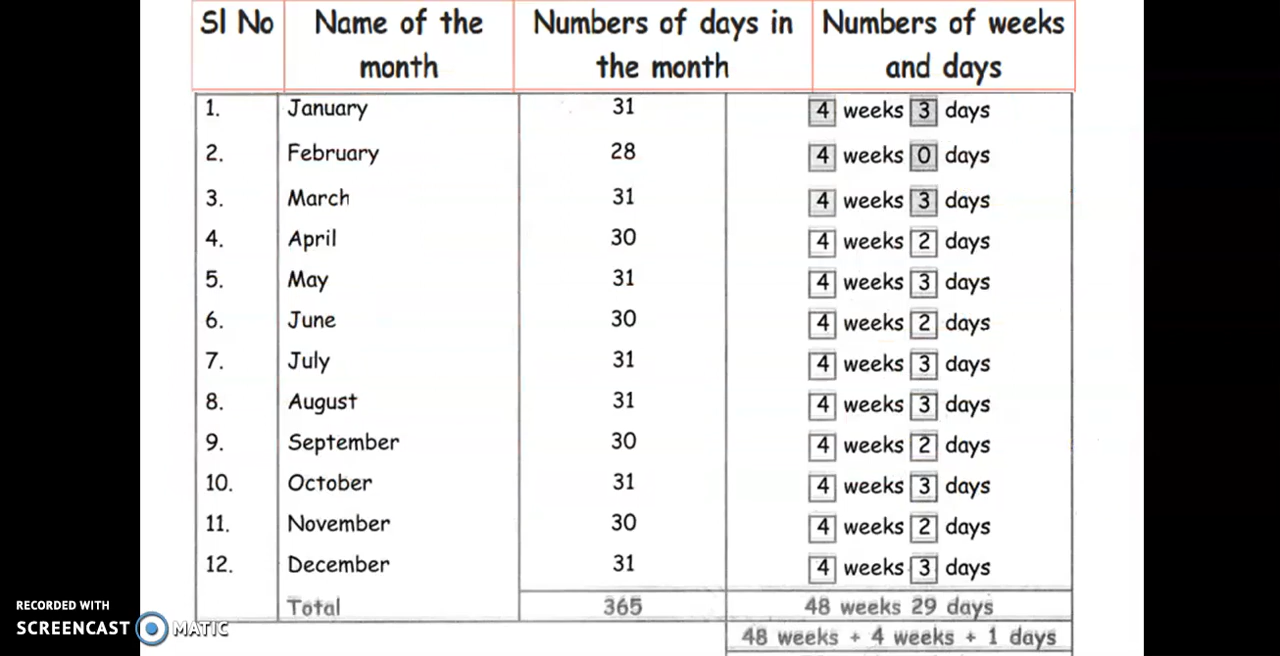 Sl No Name of the month Numbers of days in the month Numbers of weeks and days
1. January 31 4 weeks 3 days
2. February 28 4 weeks 0 days
3. March 31 4 weeks 3 days
4. April 30 4 weeks 2 days
5. May 31 4 weeks 3 days
6. June 30 4 weeks 2 days
7. July 31 4 weeks 3 days
8. August 31 4 weeks 3 days
9. September 30 4 weeks 2 days
10. October 31 4 weeks 3 days
11. November 30 4 weeks 2 days
12. December 31 4 weeks 3 days
Total 365 48 weeks 29 days
48 weeks + 4 weeks + 1 days
RECORDED WITH
SCREENCAST MATIC